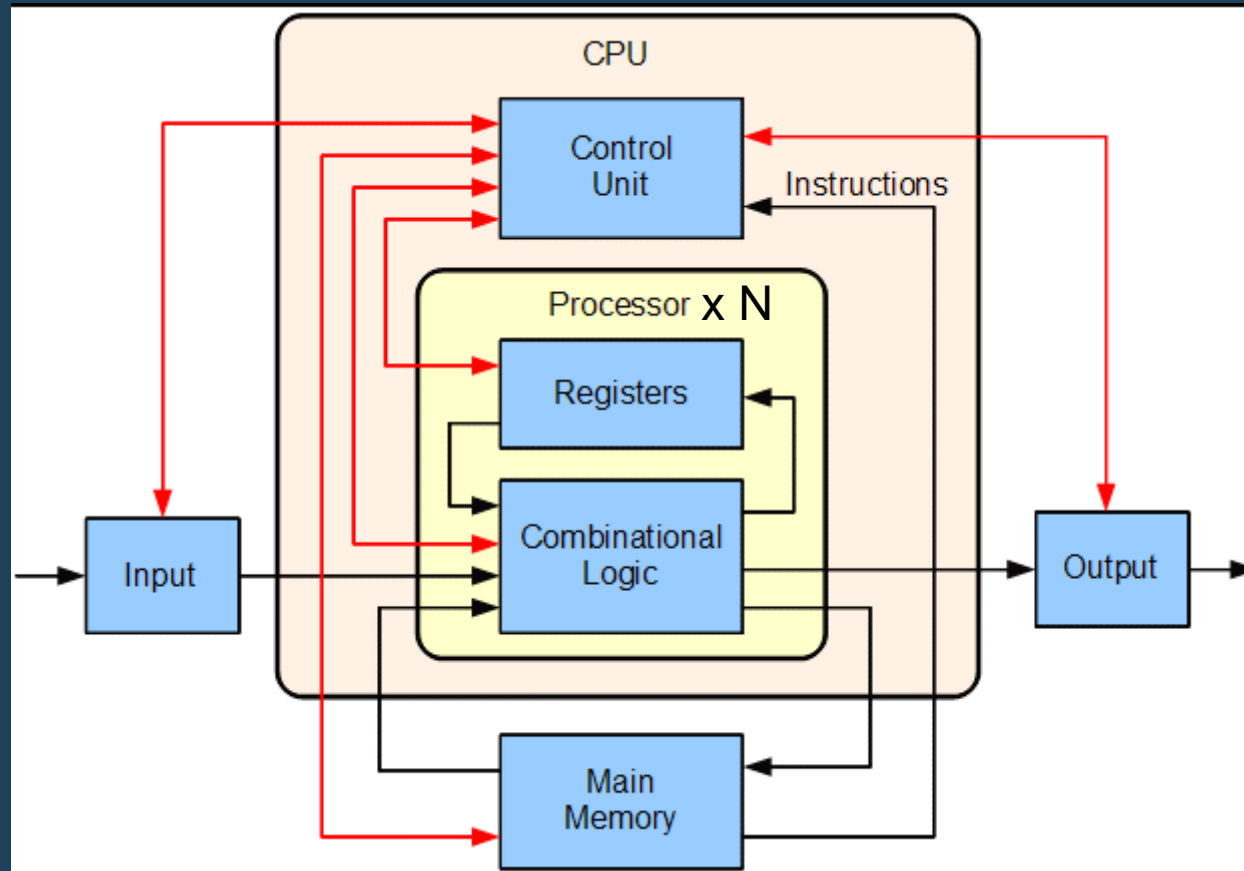 CPU
Control
Unit
Instructions
Processor x N
Registers
Combinational
Logic
Input
Output
Main
Memory